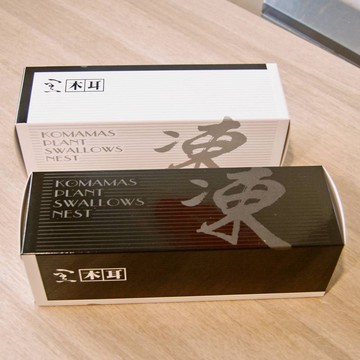 木耳
KOMAMAS
PLANT
SWALLOWS
NEST
凍
KOMAMAS
PLANT
SWALLOWS
NEST
凍
木耳